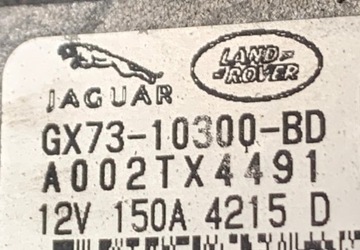 JAGUAR
LAND
ROVER
GX73-10300-BD
A002TX4491
12V 150A 4215 D